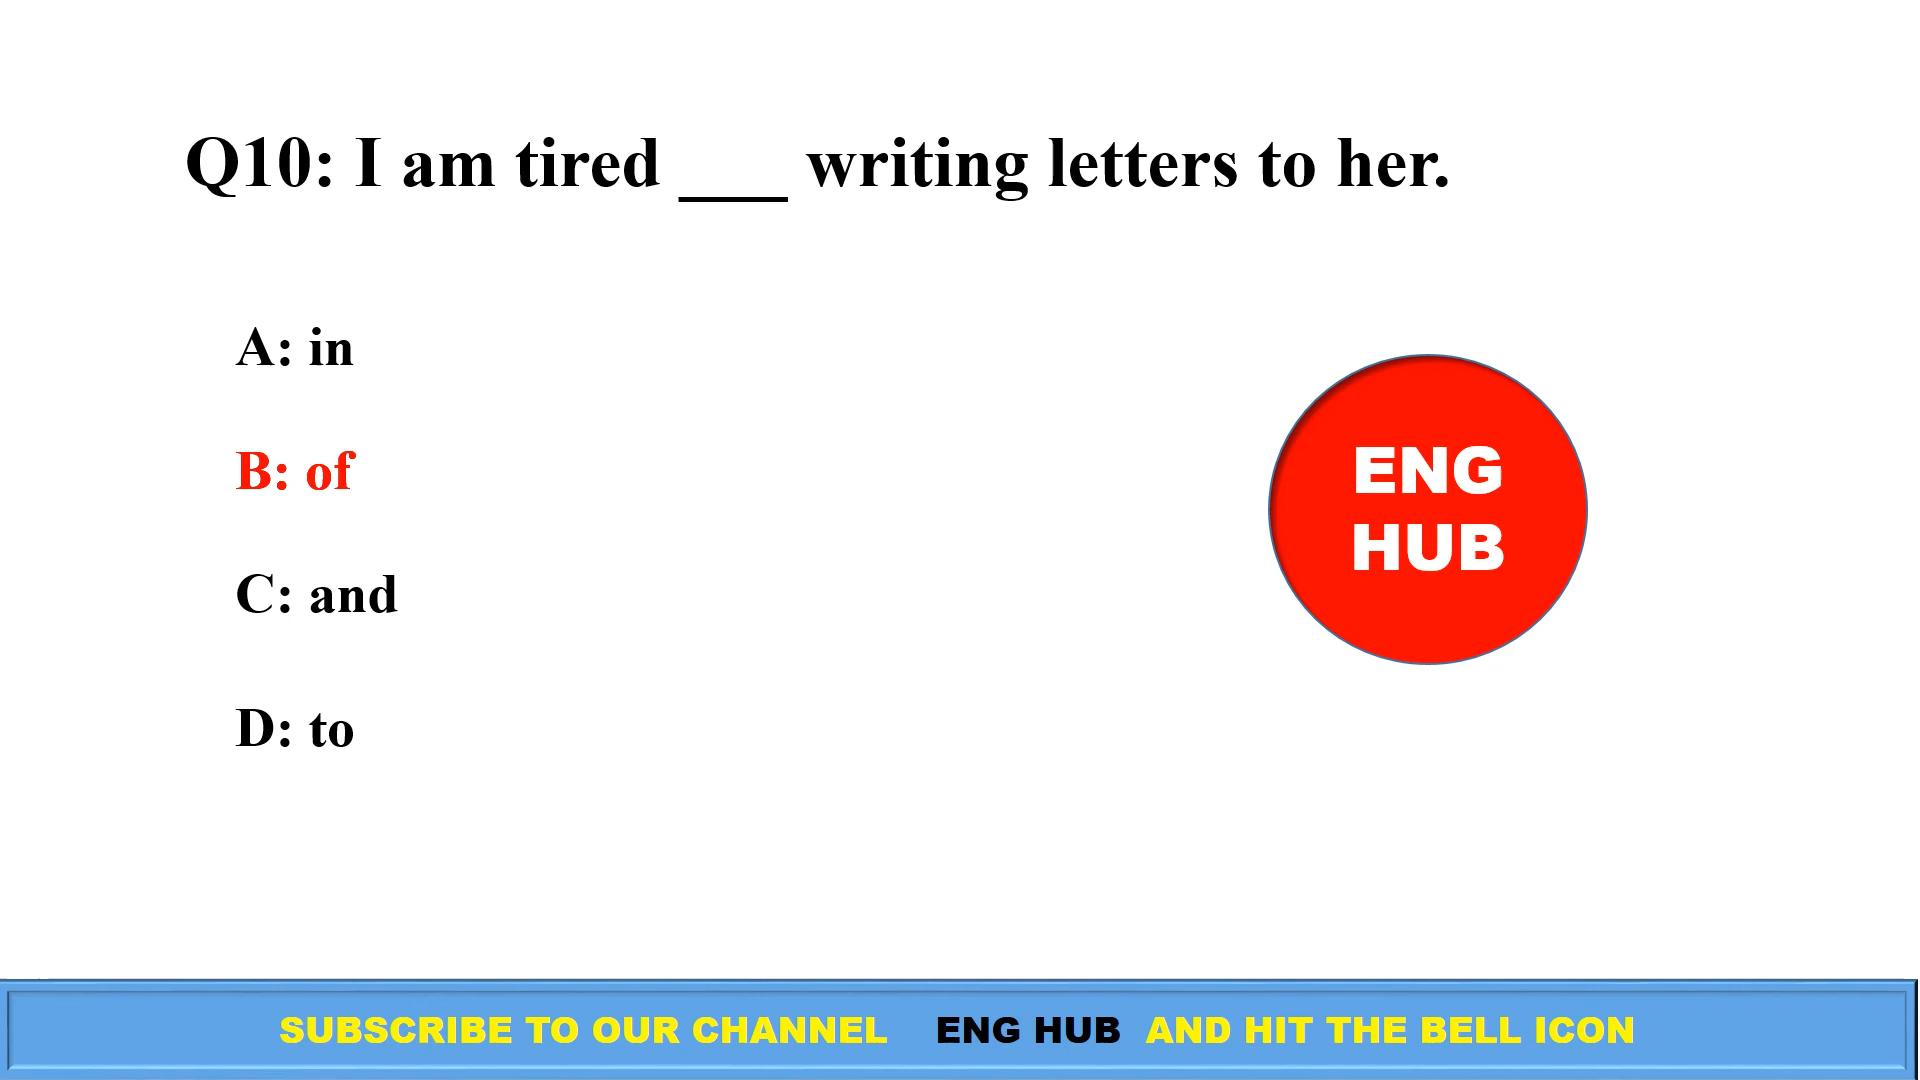 Q10: I am tired ___ writing letters to her.
A: in
B: of
C: and
D: to
ENG
HUB
SUBSCRIBE TO OUR CHANNEL ENG HUB AND HIT THE BELL ICON